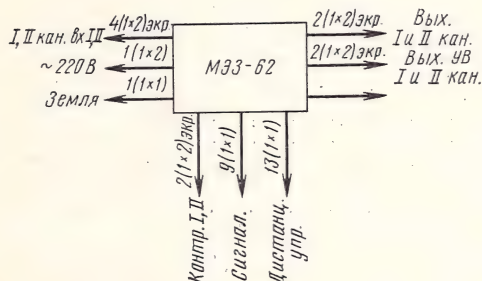 I, II кан. вх I, II
4(1×2)экр.
2(1×2)экр.
Вых.
I и II кан.
~220 В
1(1×2)
МЭЗ-62
2(1×2)экр.
Вых. УВ
I и II кан.
Земля
1(1×1)
2(1×2)экр.
9(1×1)
13(1×1)
Контр. I, II
Сигнал.
Дистанц.
упр.